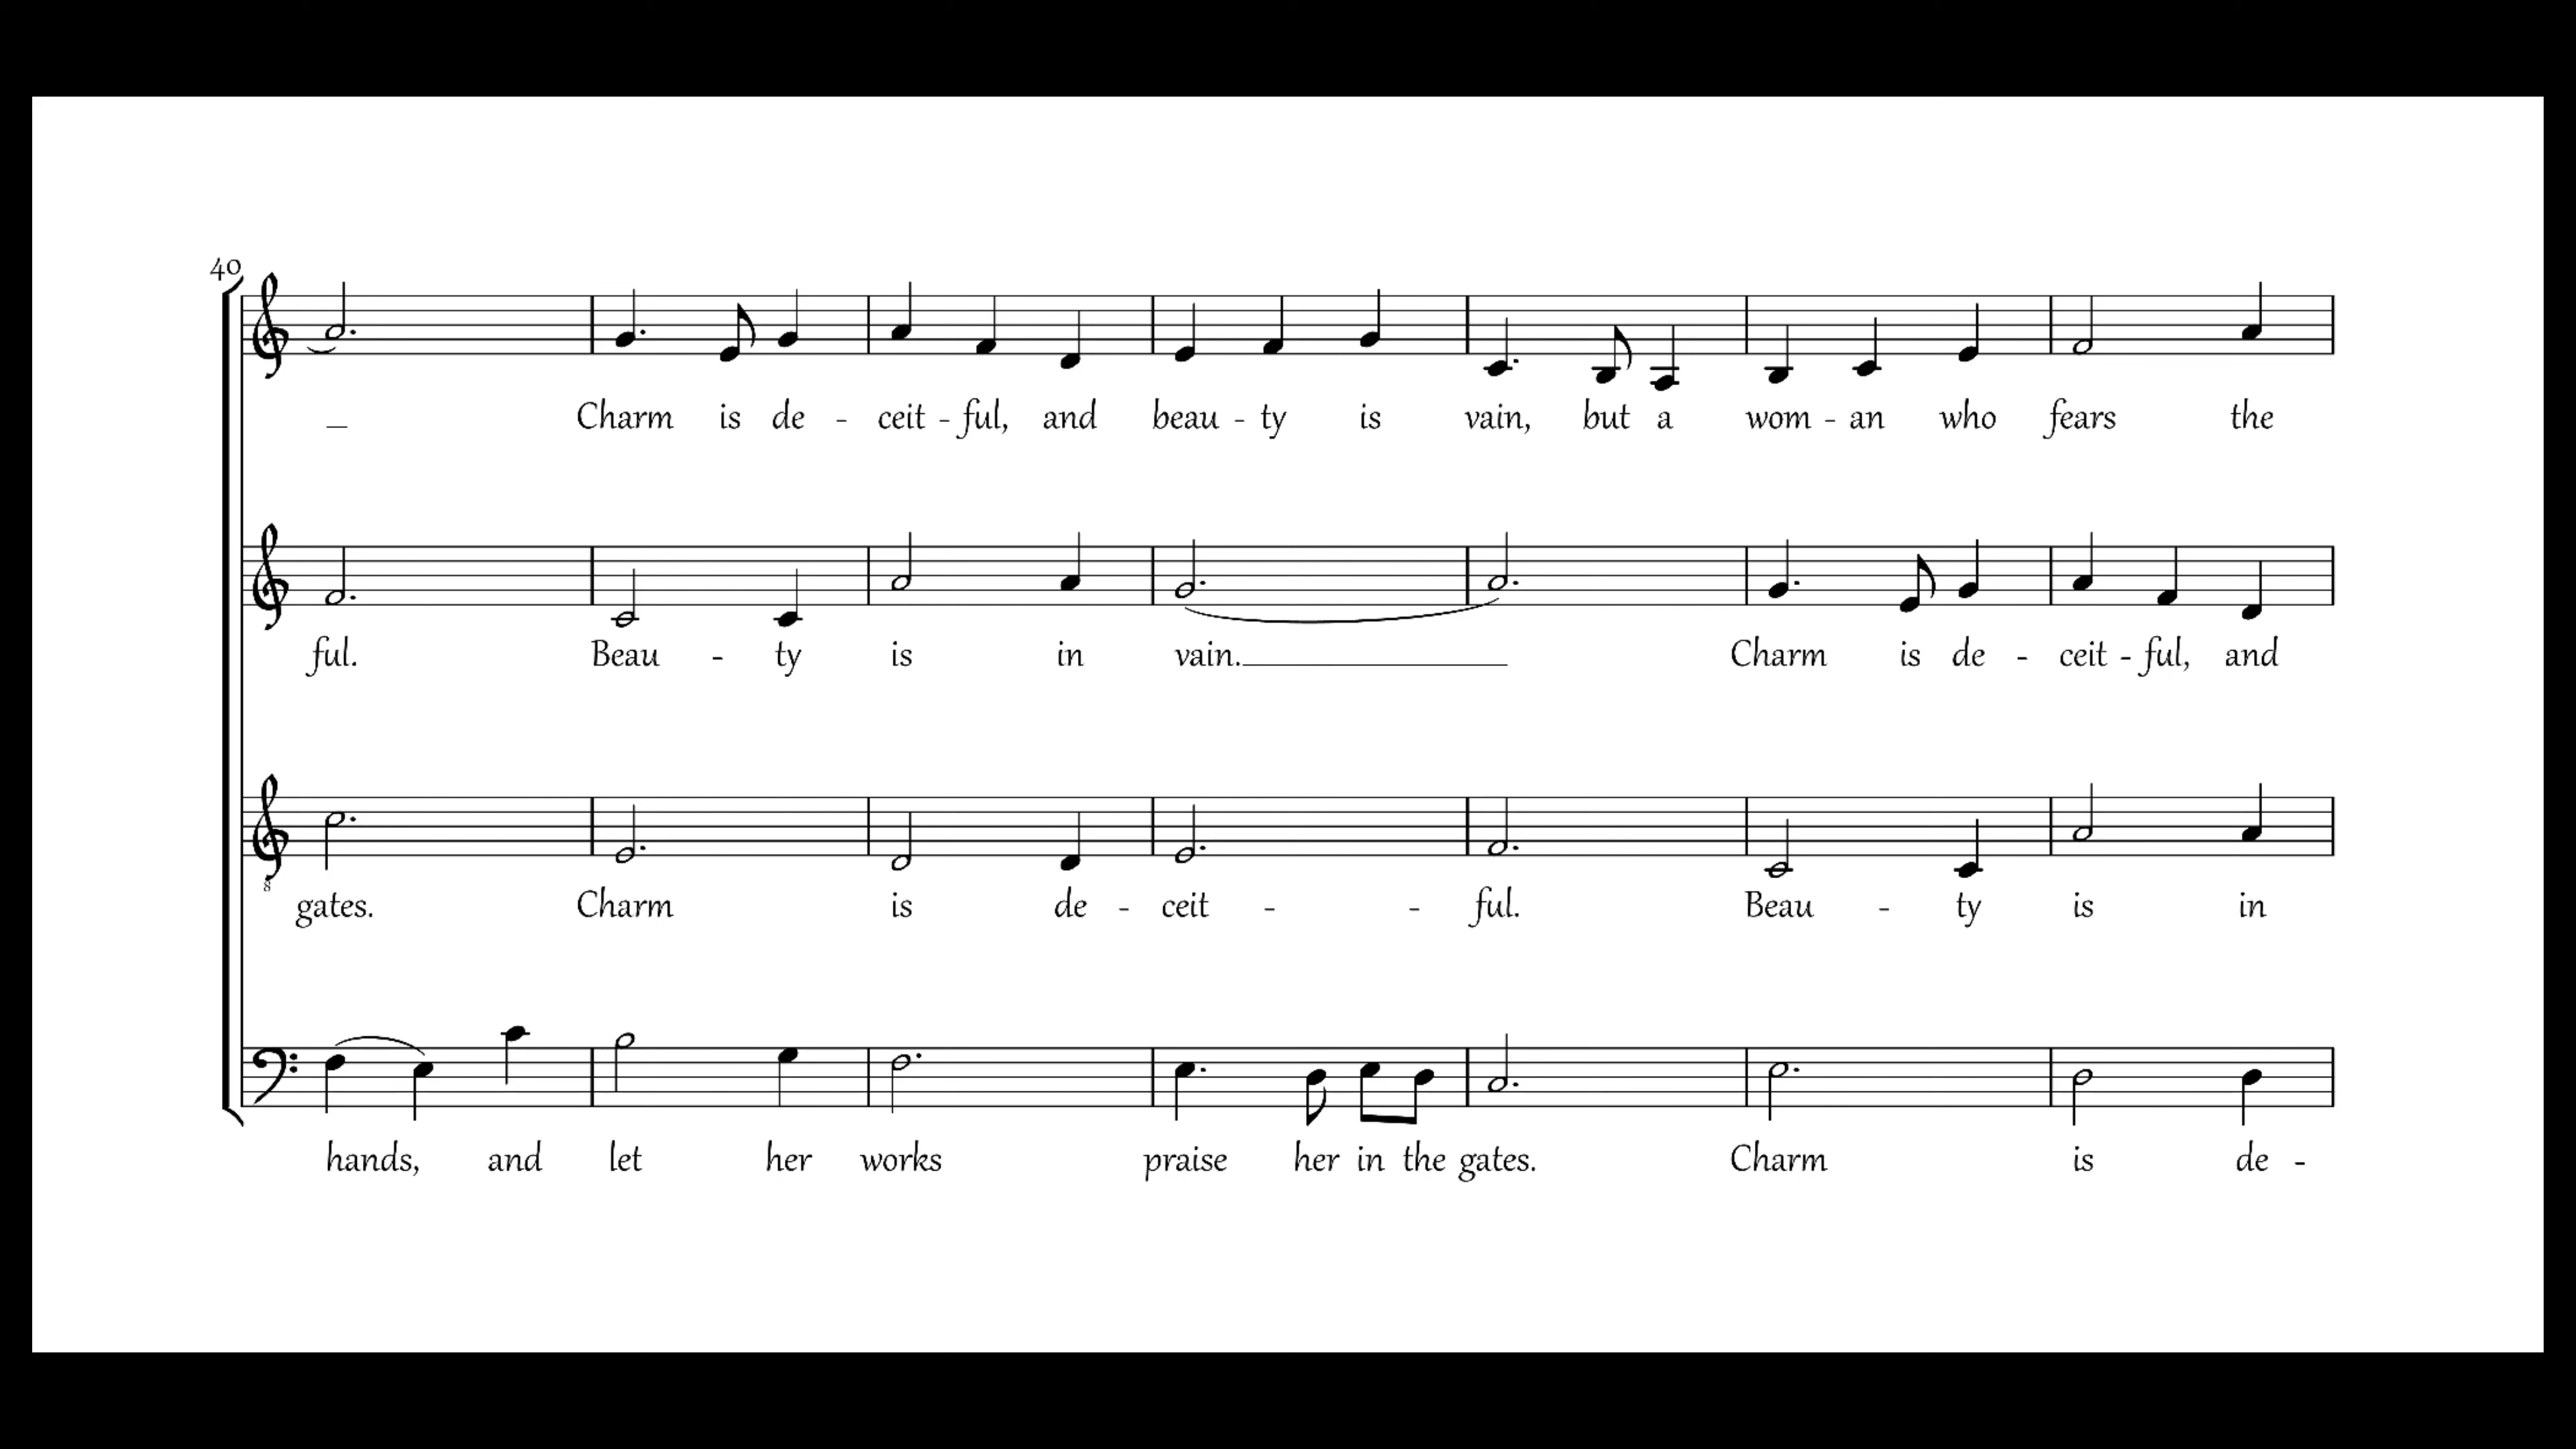 40
_ Charm is de - ceit - ful, and beau - ty is vain, but a wom - an who fears the
ful. Beau - ty is in vain. _ Charm is de - ceit - ful, and
8
gates. Charm is de - ceit - - ful. Beau - ty is in
hands, and let her works praise her in the gates. Charm is de -